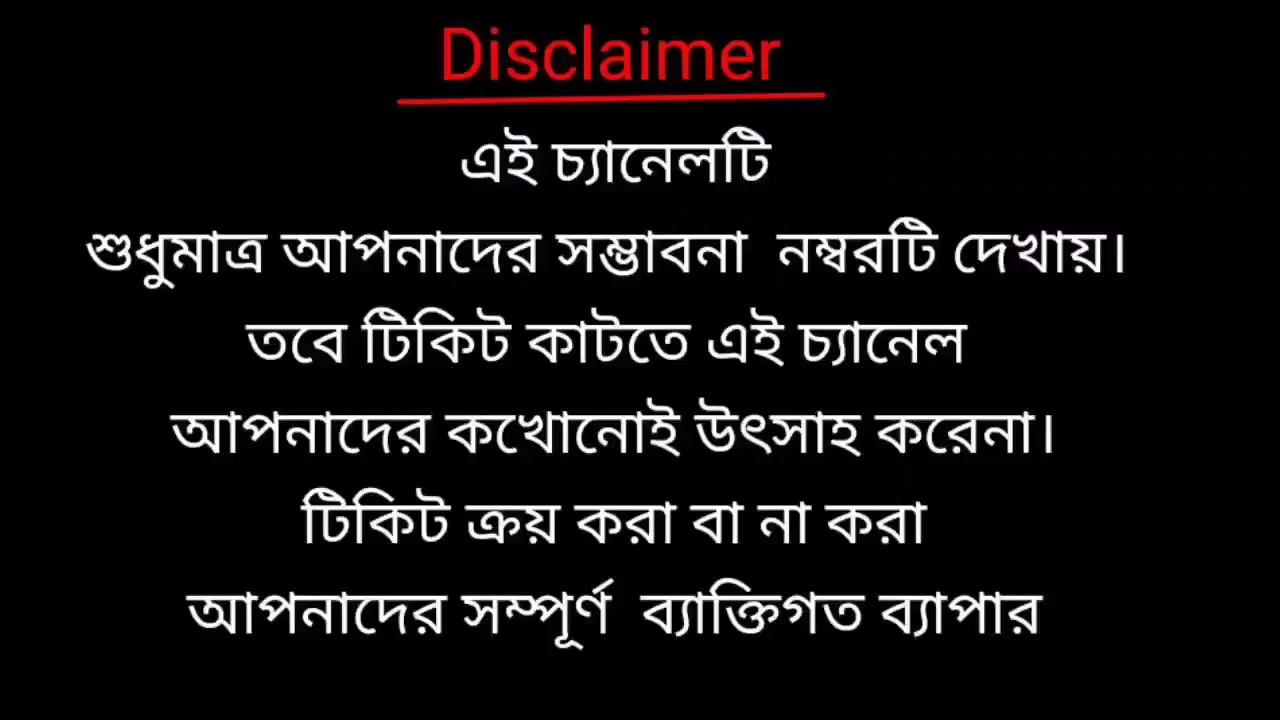 Disclaimer
এই চ্যানেলটি
শুধুমাত্র আপনাদের সম্ভাবনা নম্বরটি দেখায়।
তবে টিকিট কাটতে এই চ্যানেল
আপনাদের কখোনোই উৎসাহ করেনা।
টিকিট ক্রয় করা বা না করা
আপনাদের সম্পূর্ণ ব্যাক্তিগত ব্যাপার